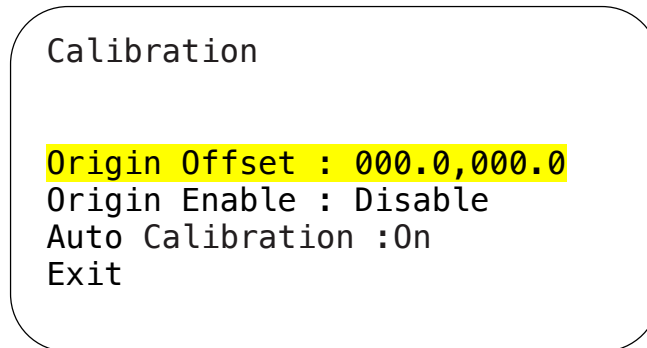 Calibration
Origin Offset : 000.0,000.0
Origin Enable : Disable
Auto Calibration :On
Exit